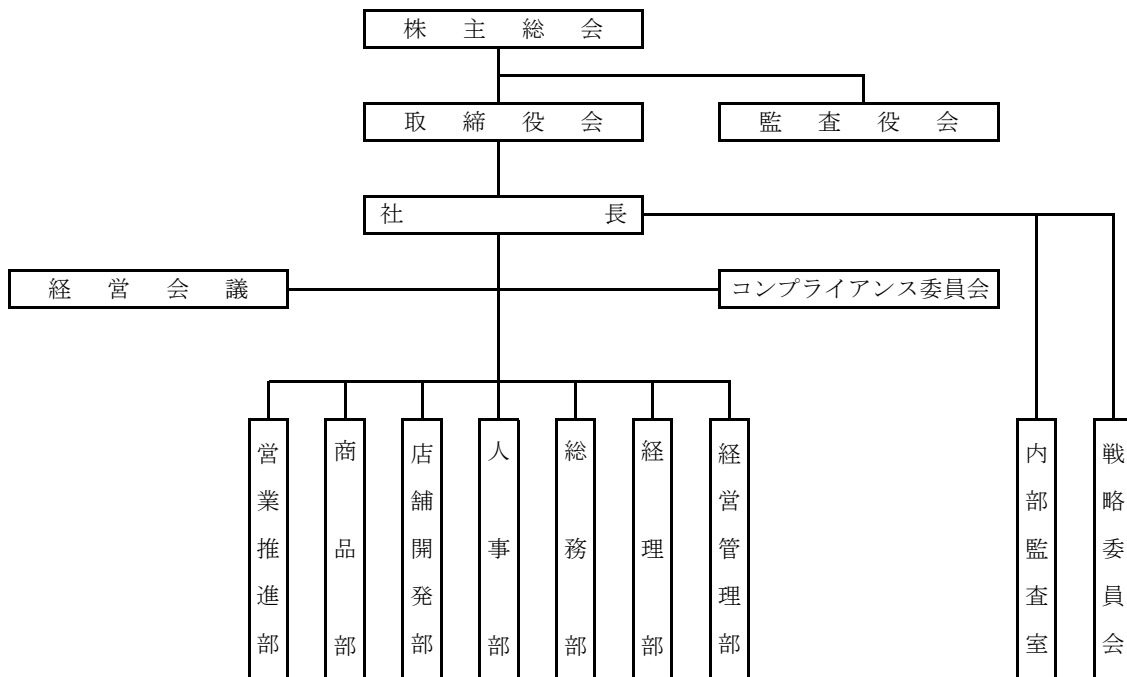 株主総会
取締役会
監査役会
社長
経営会議
コンプライアンス委員会
営業推進部
商品部
店舗開発部
人事部
総務部
経理部
経営管理部
内部監査室
戦略委員会